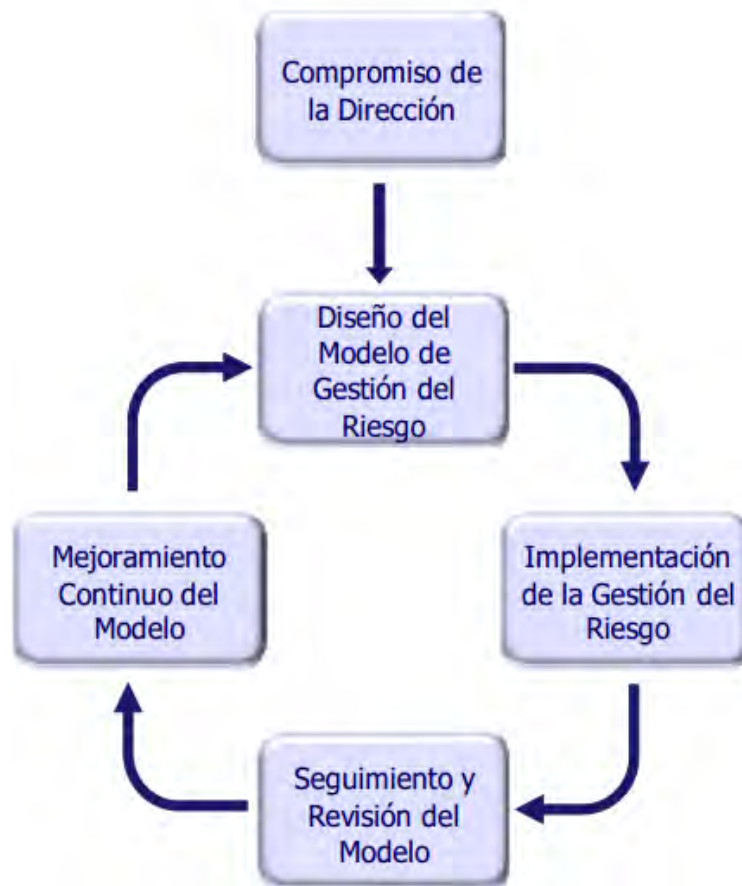 Compromiso de
la Dirección
Diseño del
Modelo de
Gestión del
Riesgo
Mejoramiento
Continuo del
Modelo
Implementación
de la Gestión del
Riesgo
Seguimiento y
Revisión del
Modelo